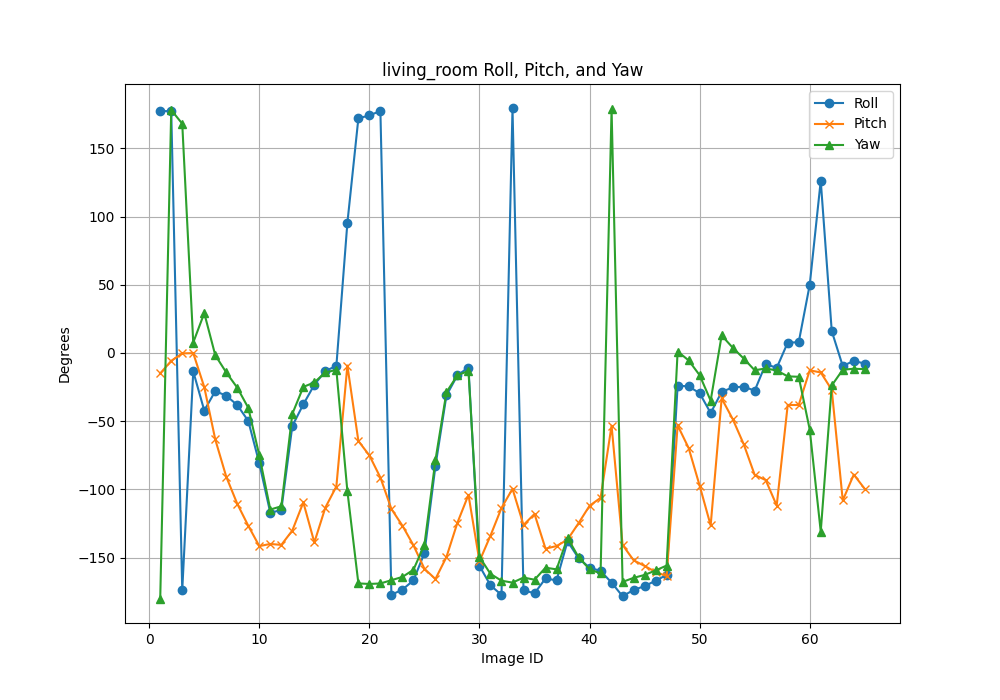 living_room Roll, Pitch, and Yaw
Roll
Pitch
Yaw
Degrees
150
100
50
0
−50
−100
−150
0 10 20 30 40 50 60
Image ID